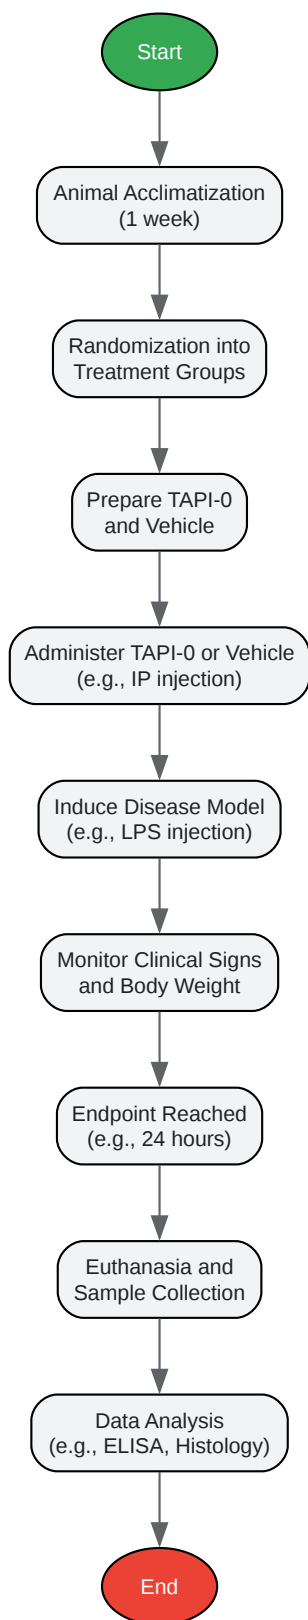 Start
Animal Acclimatization
(1 week)
Randomization into
Treatment Groups
Prepare TAPI-0
and Vehicle
Administer TAPI-0 or Vehicle
(e.g., IP injection)
Induce Disease Model
(e.g., LPS injection)
Monitor Clinical Signs
and Body Weight
Endpoint Reached
(e.g., 24 hours)
Euthanasia and
Sample Collection
Data Analysis
(e.g., ELISA, Histology)
End